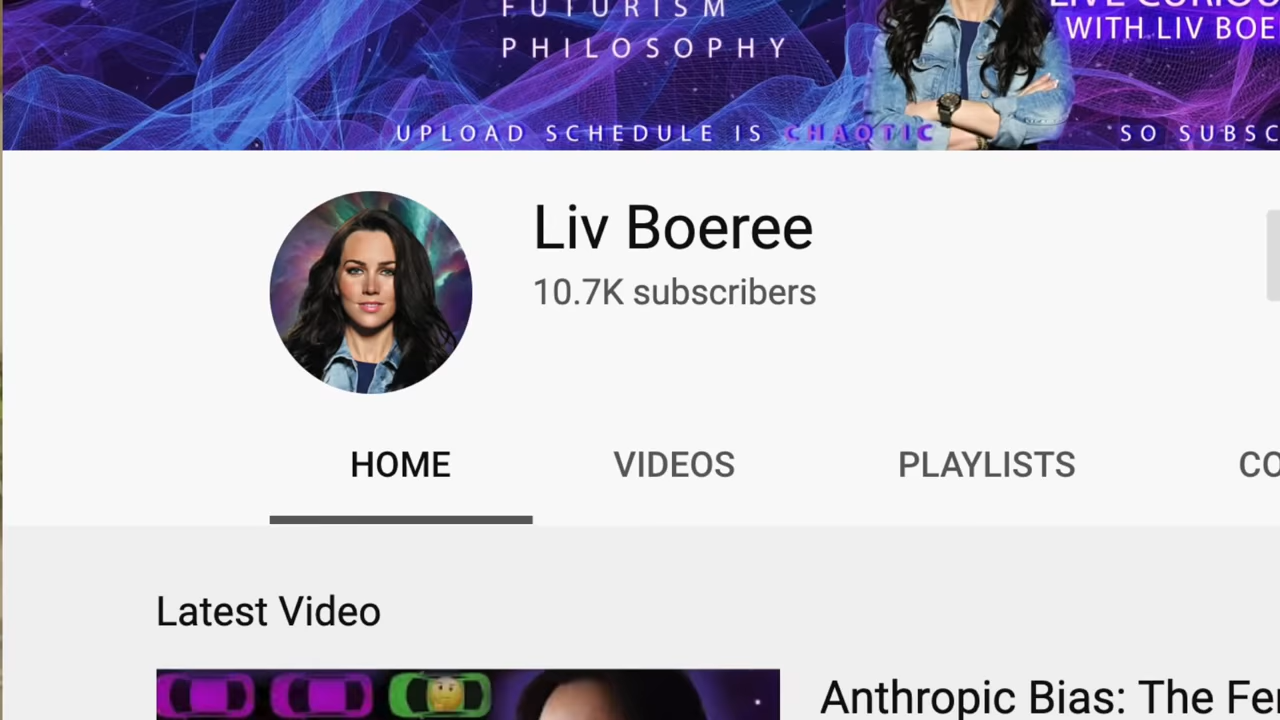 FUTURISM
PHILOSOPHY
WITH LIV BOE
UPLOAD SCHEDULE IS CHAOTIC
SO SUBSC
Liv Boeree
10.7K subscribers
HOME
VIDEOS
PLAYLISTS
CO
Latest Video
Anthropic Bias: The Fer